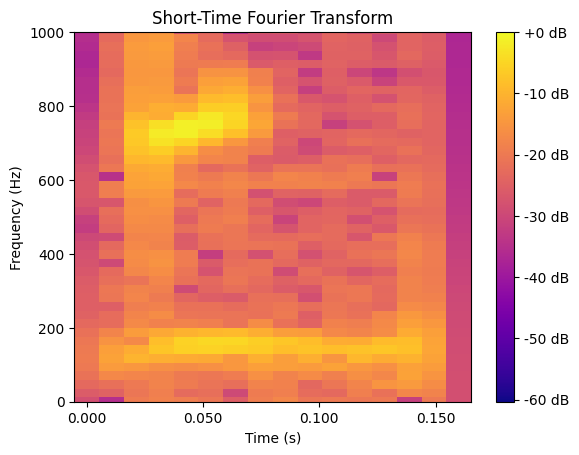 Short-Time Fourier Transform
1000
800
600
400
200
0
Frequency (Hz)
0.000
0.050
0.100
0.150
Time (s)
+0 dB
-10 dB
-20 dB
-30 dB
-40 dB
-50 dB
-60 dB